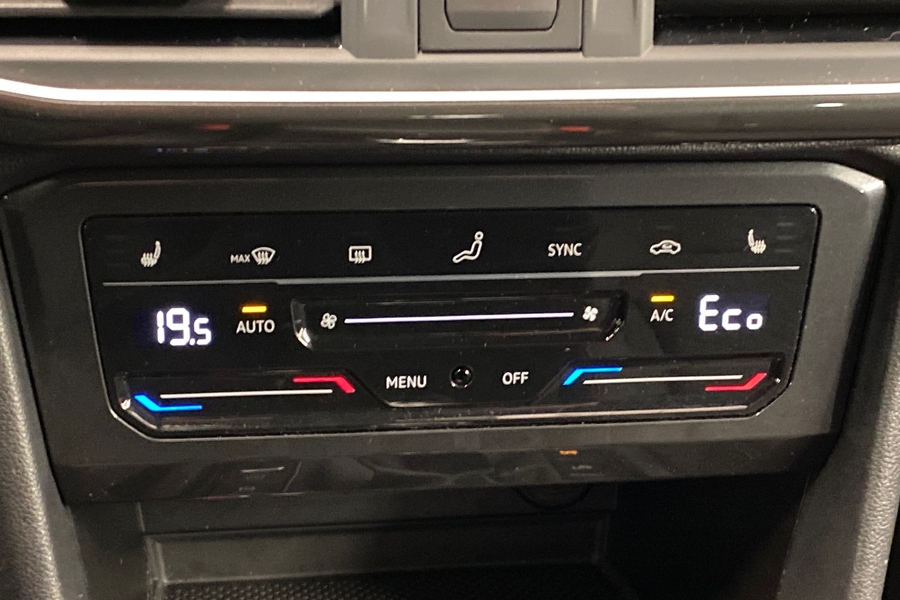 MAX
SYNC
19.5
AUTO
A/C
Eco
MENU
OFF